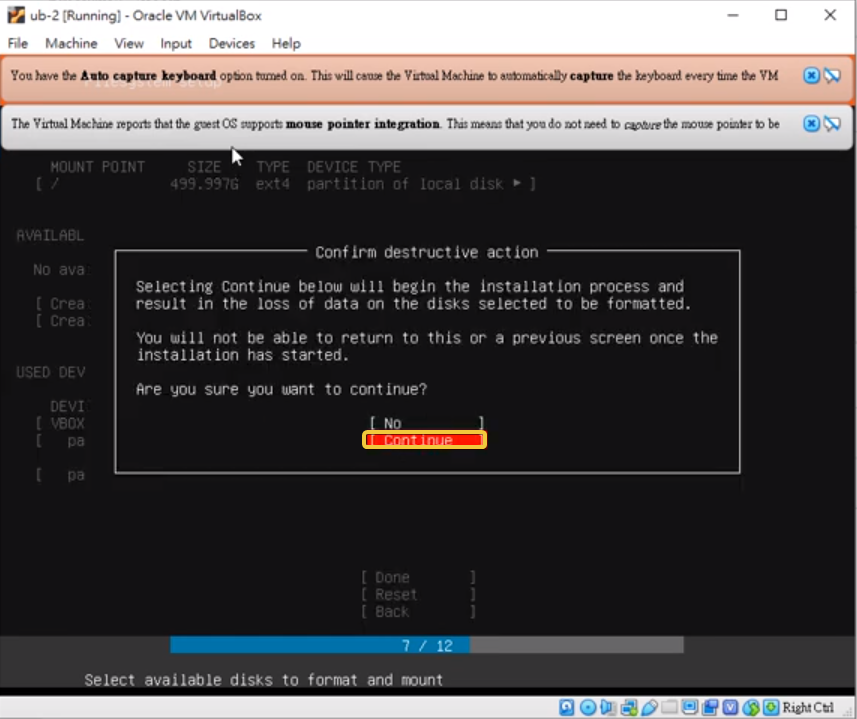 ub-2 [Running] - Oracle VM VirtualBox
File Machine View Input Devices Help
You have the Auto capture keyboard option turned on. This will cause the Virtual Machine to automatically capture the keyboard every time the VM
The Virtual Machine reports that the guest OS supports mouse pointer integration. This means that you do not need to capture the mouse pointer to be
MOUNT POINT SIZE TYPE DEVICE TYPE
[ / 499.997G ext4 partition of local disk ▸ ]
AVAILABL
No ava
[ Crea
[ Crea
USED DEV
DEVI
[ VBOX
[ pa
[ pa
Confirm destructive action
Selecting Continue below will begin the installation process and
result in the loss of data on the disks selected to be formatted.
You will not be able to return to this or a previous screen once the
installation has started.
Are you sure you want to continue?
[ No ]
[ Continue ]
[ Done ]
[ Reset ]
[ Back ]
7 / 12
Select available disks to format and mount
Right Ctrl